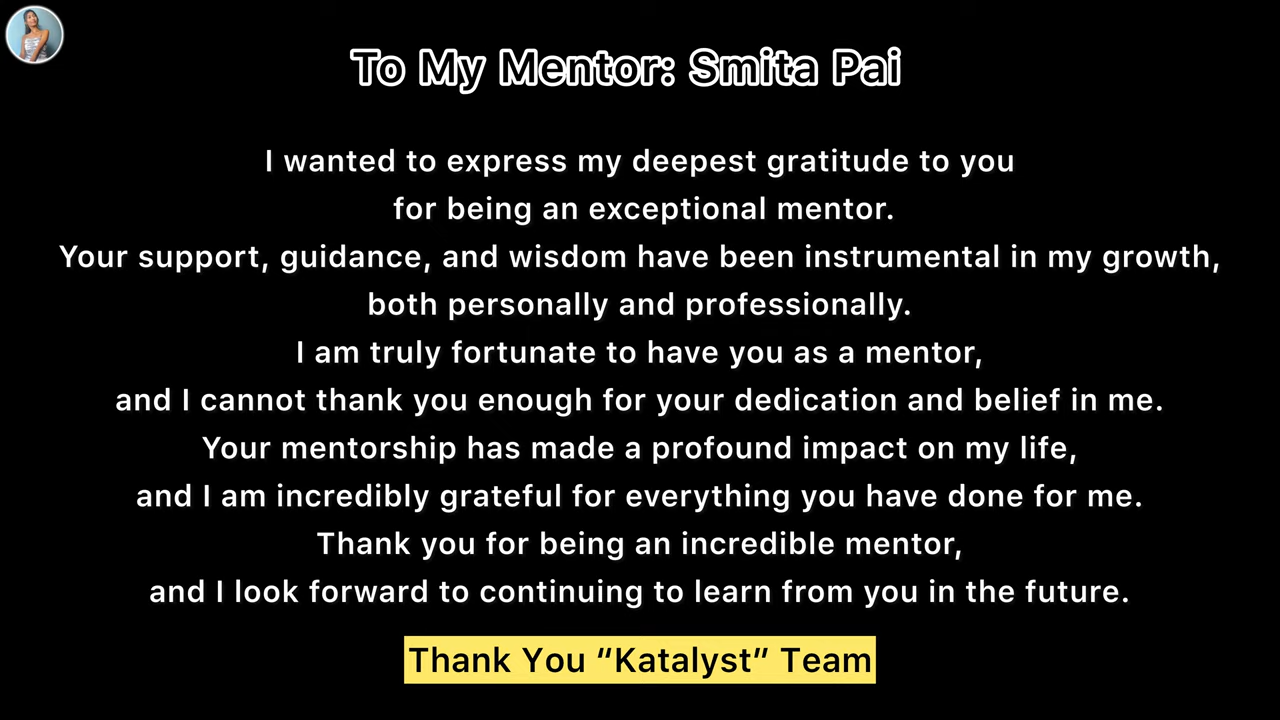 To My Mentor: Smita Pai
I wanted to express my deepest gratitude to you
for being an exceptional mentor.
Your support, guidance, and wisdom have been instrumental in my growth,
both personally and professionally.
I am truly fortunate to have you as a mentor,
and I cannot thank you enough for your dedication and belief in me.
Your mentorship has made a profound impact on my life,
and I am incredibly grateful for everything you have done for me.
Thank you for being an incredible mentor,
and I look forward to continuing to learn from you in the future.
Thank You “Katalyst” Team